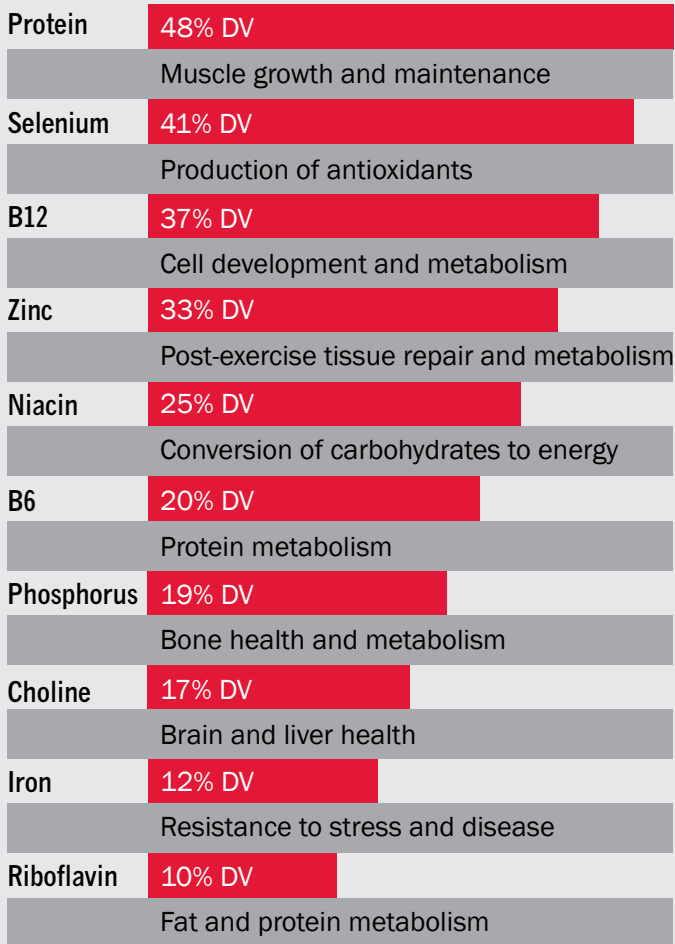 Protein 48% DV
Muscle growth and maintenance
Selenium 41% DV
Production of antioxidants
B12 37% DV
Cell development and metabolism
Zinc 33% DV
Post-exercise tissue repair and metabolism
Niacin 25% DV
Conversion of carbohydrates to energy
B6 20% DV
Protein metabolism
Phosphorus 19% DV
Bone health and metabolism
Choline 17% DV
Brain and liver health
Iron 12% DV
Resistance to stress and disease
Riboflavin 10% DV
Fat and protein metabolism